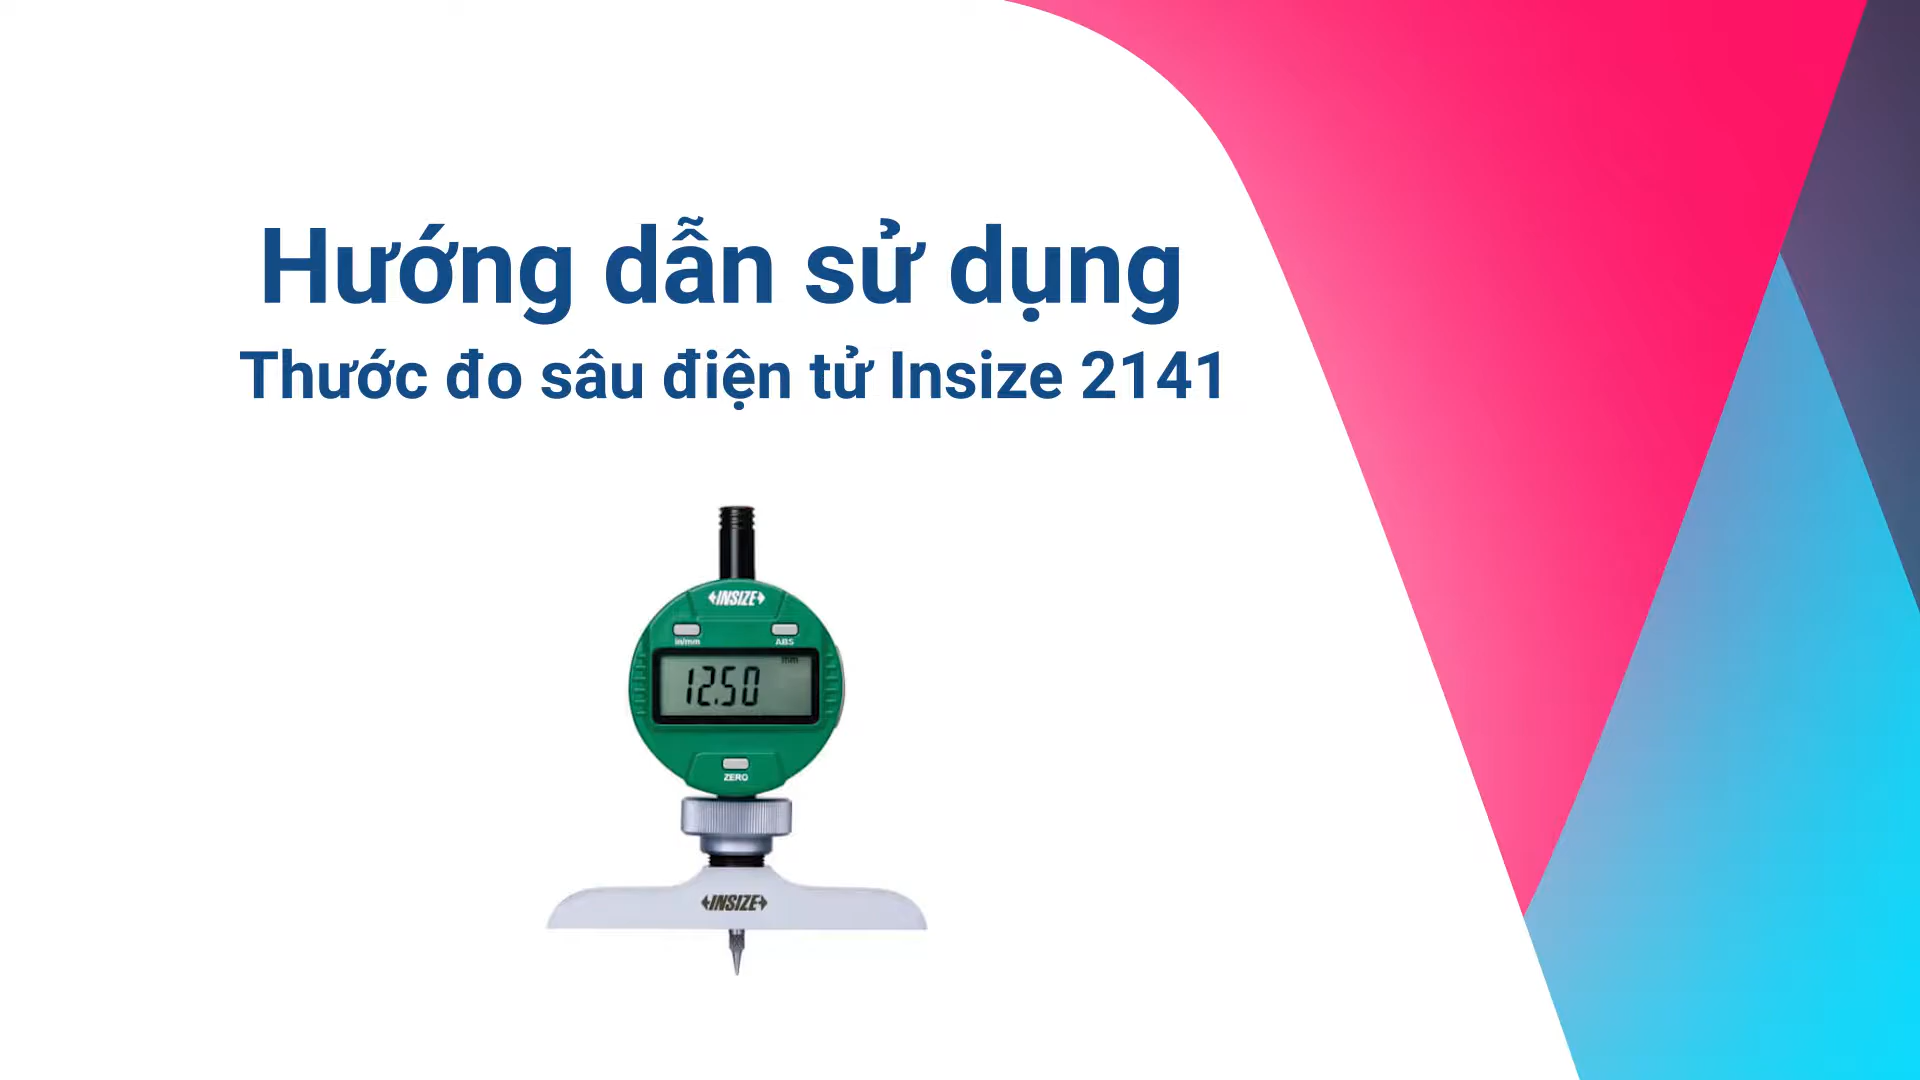 Hướng dẫn sử dụng
Thước đo sâu điện tử Insize 2141
INSIZE
in/mm ABS
mm
12.50
ZERO
INSIZE